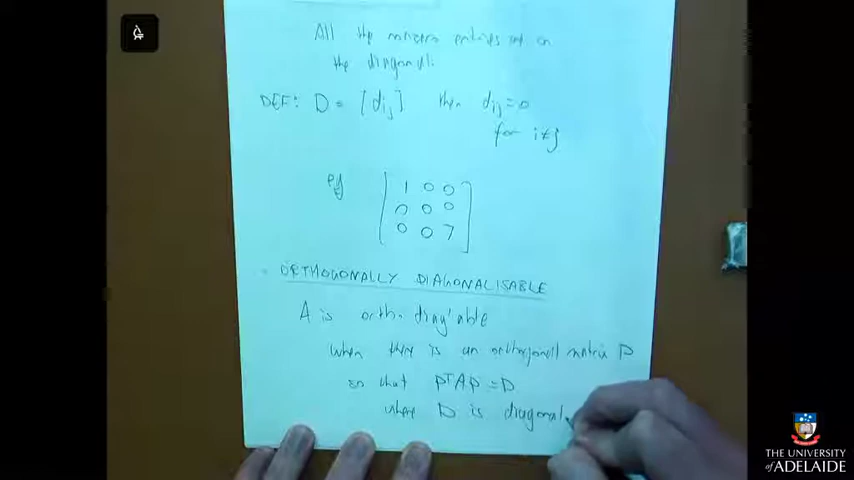 All the nonzero entries are on
the diagonal.
DEF: D = [dij] then dij = 0
for i≠j
eg
1 0 0
0 0 0
0 0 7
ORTHOGONALLY DIAGONALISABLE
A is orth. diag'able
when there is an orthogonal matrix P
so that PᵀAP = D
where D is diagonal.
THE UNIVERSITY
of ADELAIDE